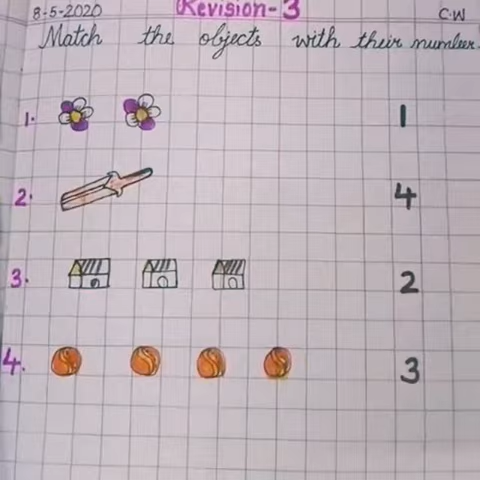 8-5-2020 Revision-3 C.W
Match the objects with their number.
1. 1
2. 4
3. 2
4. 3